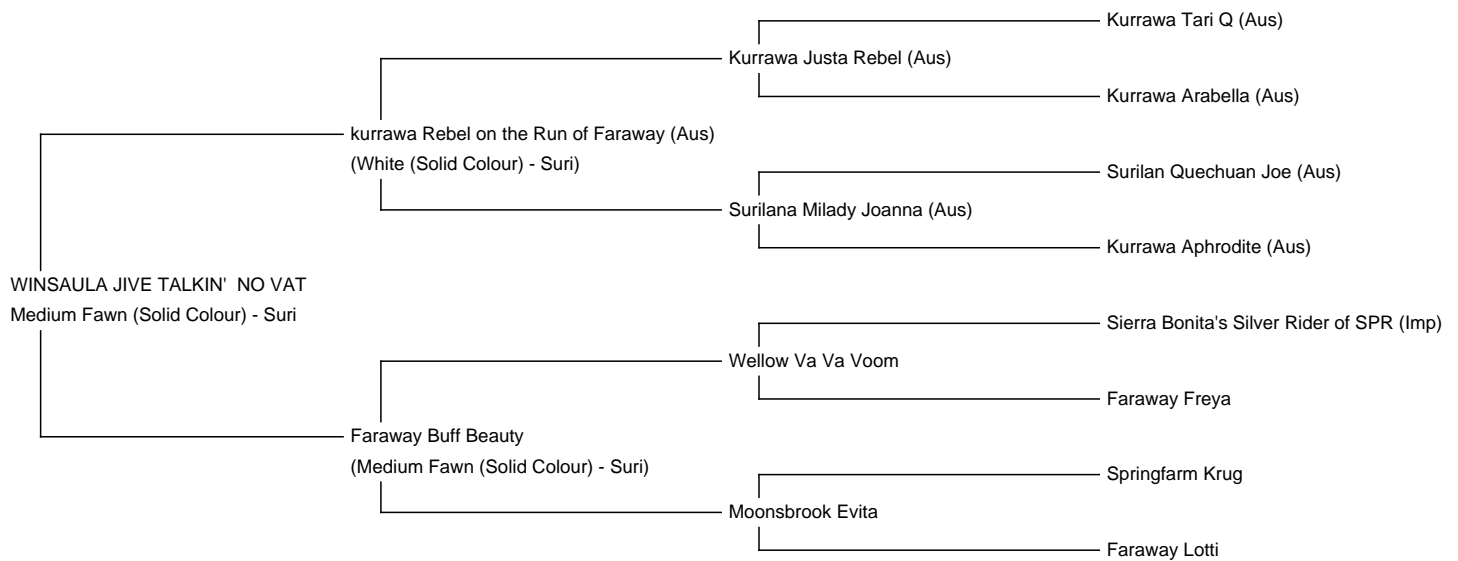 Kurrawa Tari Q (Aus)
Kurrawa Justa Rebel (Aus)
Kurrawa Arabella (Aus)
kurrawa Rebel on the Run of Faraway (Aus)
(White (Solid Colour) - Suri)
Surilan Quechuan Joe (Aus)
Surilana Milady Joanna (Aus)
Kurrawa Aphrodite (Aus)
WINSAULA JIVE TALKIN'  NO VAT
Medium Fawn (Solid Colour) - Suri
Sierra Bonita's Silver Rider of SPR (Imp)
Wellow Va Va Voom
Faraway Freya
Faraway Buff Beauty
(Medium Fawn (Solid Colour) - Suri)
Springfarm Krug
Moonsbrook Evita
Faraway Lotti